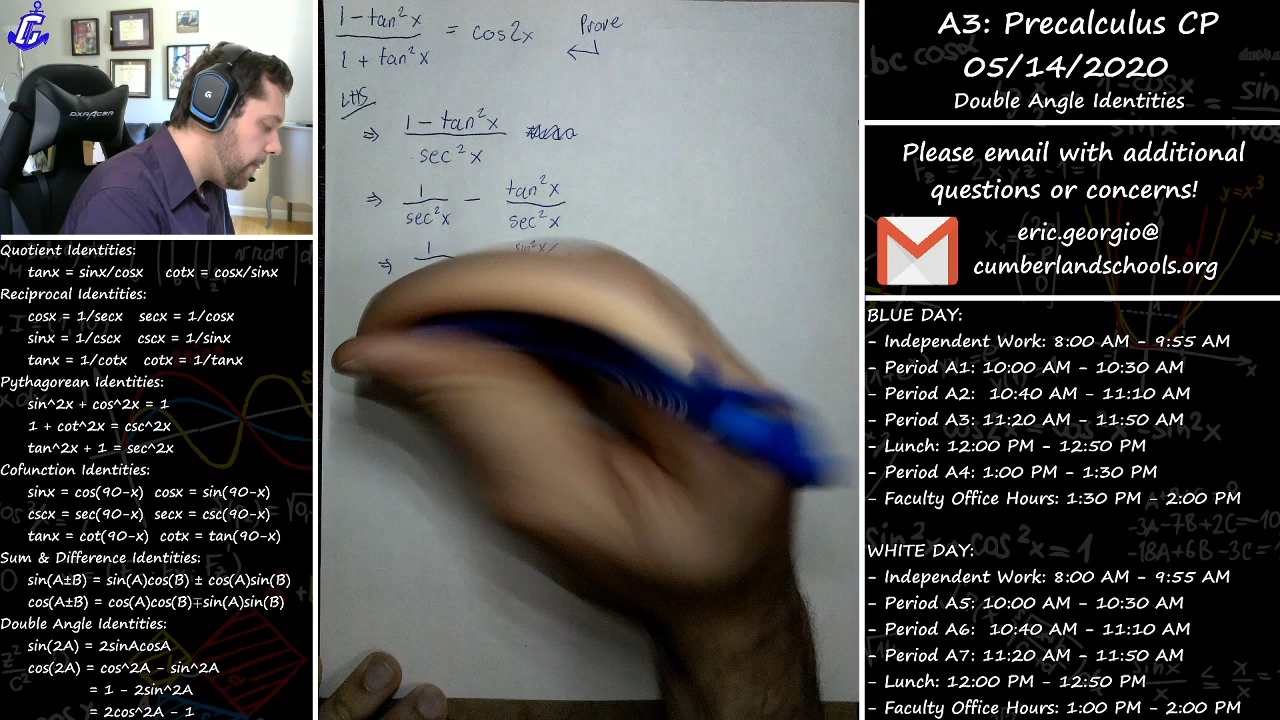 C
DXRACER
G
1 - tan²x
——— = cos2x Prove
1 + tan²x
LHS
⇒ 1 - tan²x
———
sec²x
⇒ 1/sec²x - tan²x/sec²x
⇒ 1
sin²x/
A3: Precalculus CP
05/14/2020
Double Angle Identities
Please email with additional
questions or concerns!
eric.georgio@
cumberlandschools.org
Quotient Identities:
tanx = sinx/cosx cotx = cosx/sinx
Reciprocal Identities:
cosx = 1/secx secx = 1/cosx
sinx = 1/cscx cscx = 1/sinx
tanx = 1/cotx cotx = 1/tanx
Pythagorean Identities:
sin^2x + cos^2x = 1
1 + cot^2x = csc^2x
tan^2x + 1 = sec^2x
Cofunction Identities:
sinx = cos(90-x) cosx = sin(90-x)
cscx = sec(90-x) secx = csc(90-x)
tanx = cot(90-x) cotx = tan(90-x)
Sum & Difference Identities:
sin(A±B) = sin(A)cos(B) ± cos(A)sin(B)
cos(A±B) = cos(A)cos(B)∓sin(A)sin(B)
Double Angle Identities:
sin(2A) = 2sinAcosA
cos(2A) = cos^2A - sin^2A
= 1 - 2sin^2A
= 2cos^2A - 1
BLUE DAY:
- Independent Work: 8:00 AM - 9:55 AM
- Period A1: 10:00 AM - 10:30 AM
- Period A2: 10:40 AM - 11:10 AM
- Period A3: 11:20 AM - 11:50 AM
- Lunch: 12:00 PM - 12:50 PM
- Period A4: 1:00 PM - 1:30 PM
- Faculty Office Hours: 1:30 PM - 2:00 PM
WHITE DAY:
- Independent Work: 8:00 AM - 9:55 AM
- Period A5: 10:00 AM - 10:30 AM
- Period A6: 10:40 AM - 11:10 AM
- Period A7: 11:20 AM - 11:50 AM
- Lunch: 12:00 PM - 12:50 PM
- Faculty Office Hours: 1:00 PM - 2:00 PM